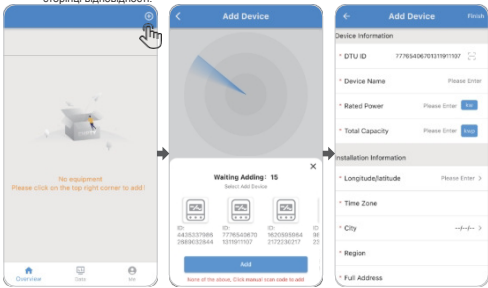 сторінці відповідності.
No equipment
Please click on the top right corner to add!
Overview
Data
Me
Add Device
Waiting Adding! 15
Select Add Device
ID:
4435337986
2689032844
ID:
7776540670
1311911107
ID:
1620593864
2172230217
Add
None of the above, Click manual scan code to add
Add Device
Finish
Device Information
* DTU ID 77765406701311911107
* Device Name Please Enter
* Rated Power Please Enter
* Total Capacity Please Enter
Installation Information
* Longitude/latitude Please Enter >
* Time Zone
* City --/--/-- >
* Region
* Full Address